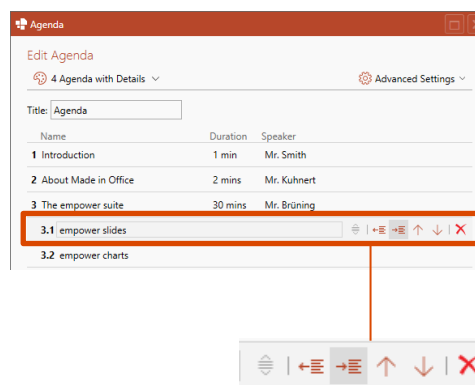 Agenda
Edit Agenda
4 Agenda with Details
Advanced Settings
Title: Agenda
Name Duration Speaker
1 Introduction 1 min Mr. Smith
2 About Made in Office 2 mins Mr. Kuhnert
3 The empower suite 30 mins Mr. Brüning
3.1 empower slides
3.2 empower charts